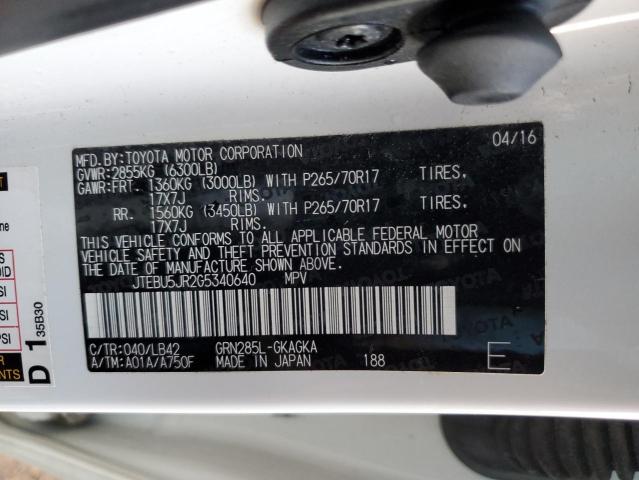 MFD.BY:TOYOTA MOTOR CORPORATION 04/16
GVWR:2855KG (6300LB)
GAWR:FRT. 1360KG (3000LB) WITH P265/70R17 TIRES,
17X7J RIMS.
RR. 1560KG (3450LB) WITH P265/70R17 TIRES,
17X7J RIMS.
THIS VEHICLE CONFORMS TO ALL APPLICABLE FEDERAL MOTOR
VEHICLE SAFETY AND THEFT PREVENTION STANDARDS IN EFFECT ON
THE DATE OF MANUFACTURE SHOWN ABOVE.
JTEBU5JR2G5340640 MPV
C/TR:040/LB42 GRN285L-GKAGKA
A/TM:A01A/A750F MADE IN JAPAN 188 E
D 1 35B30
PSI